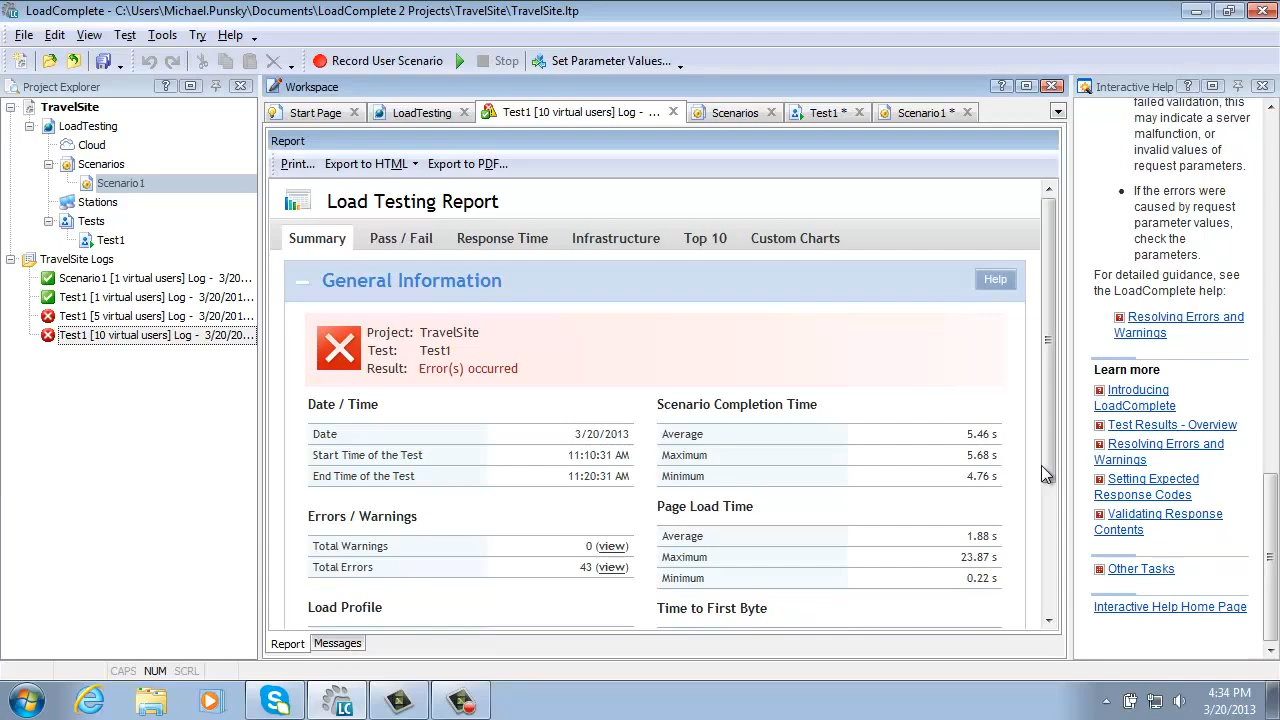 LoadComplete - C:\Users\Michael.Punsky\Documents\LoadComplete 2 Projects\TravelSite\TravelSite.ltp
File Edit View Test Tools Try Help
Record User Scenario Stop Set Parameter Values...
Project Explorer
TravelSite
LoadTesting
Cloud
Scenarios
Scenario1
Stations
Tests
Test1
TravelSite Logs
Scenario1 [1 virtual users] Log - 3/20...
Test1 [1 virtual users] Log - 3/20/201...
Test1 [5 virtual users] Log - 3/20/201...
Test1 [10 virtual users] Log - 3/20/20...
Workspace
Start Page LoadTesting Test1 [10 virtual users] Log - ... Scenarios Test1 * Scenario1 *
Report
Print... Export to HTML Export to PDF...
Load Testing Report
Summary Pass / Fail Response Time Infrastructure Top 10 Custom Charts
General Information Help
Project: TravelSite
Test: Test1
Result: Error(s) occurred
Date / Time
Date 3/20/2013
Start Time of the Test 11:10:31 AM
End Time of the Test 11:20:31 AM
Errors / Warnings
Total Warnings 0 (view)
Total Errors 43 (view)
Load Profile
Scenario Completion Time
Average 5.46 s
Maximum 5.68 s
Minimum 4.76 s
Page Load Time
Average 1.88 s
Maximum 23.87 s
Minimum 0.22 s
Time to First Byte
Report Messages
Interactive Help
failed validation, this
may indicate a server
malfunction, or
invalid values of
request parameters.
If the errors were
caused by request
parameter values,
check the
parameters.
For detailed guidance, see
the LoadComplete help:
Resolving Errors and
Warnings
Learn more
Introducing
LoadComplete
Test Results - Overview
Resolving Errors and
Warnings
Setting Expected
Response Codes
Validating Response
Contents
Other Tasks
Interactive Help Home Page
CAPS NUM SCRL
LC
4:34 PM
3/20/2013